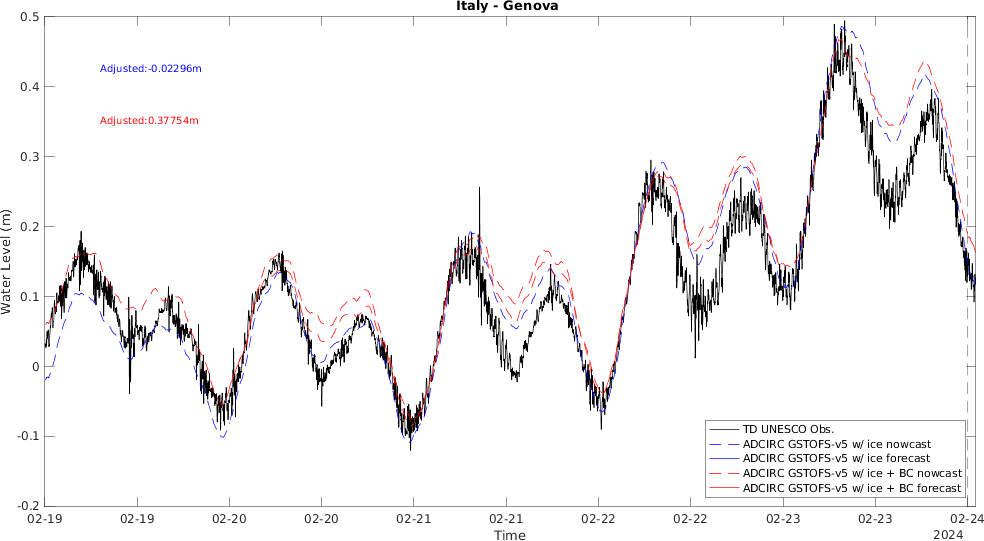 Italy - Genova
0.5
0.4
0.3
0.2
0.1
0
-0.1
-0.2
Water Level (m)
Adjusted:-0.02296m
Adjusted:0.37754m
TD UNESCO Obs.
ADCIRC GSTOFS-v5 w/ ice nowcast
ADCIRC GSTOFS-v5 w/ ice forecast
ADCIRC GSTOFS-v5 w/ ice + BC nowcast
ADCIRC GSTOFS-v5 w/ ice + BC forecast
02-19 02-19 02-20 02-20 02-21 02-21 02-22 02-22 02-23 02-23 02-24
2024
Time